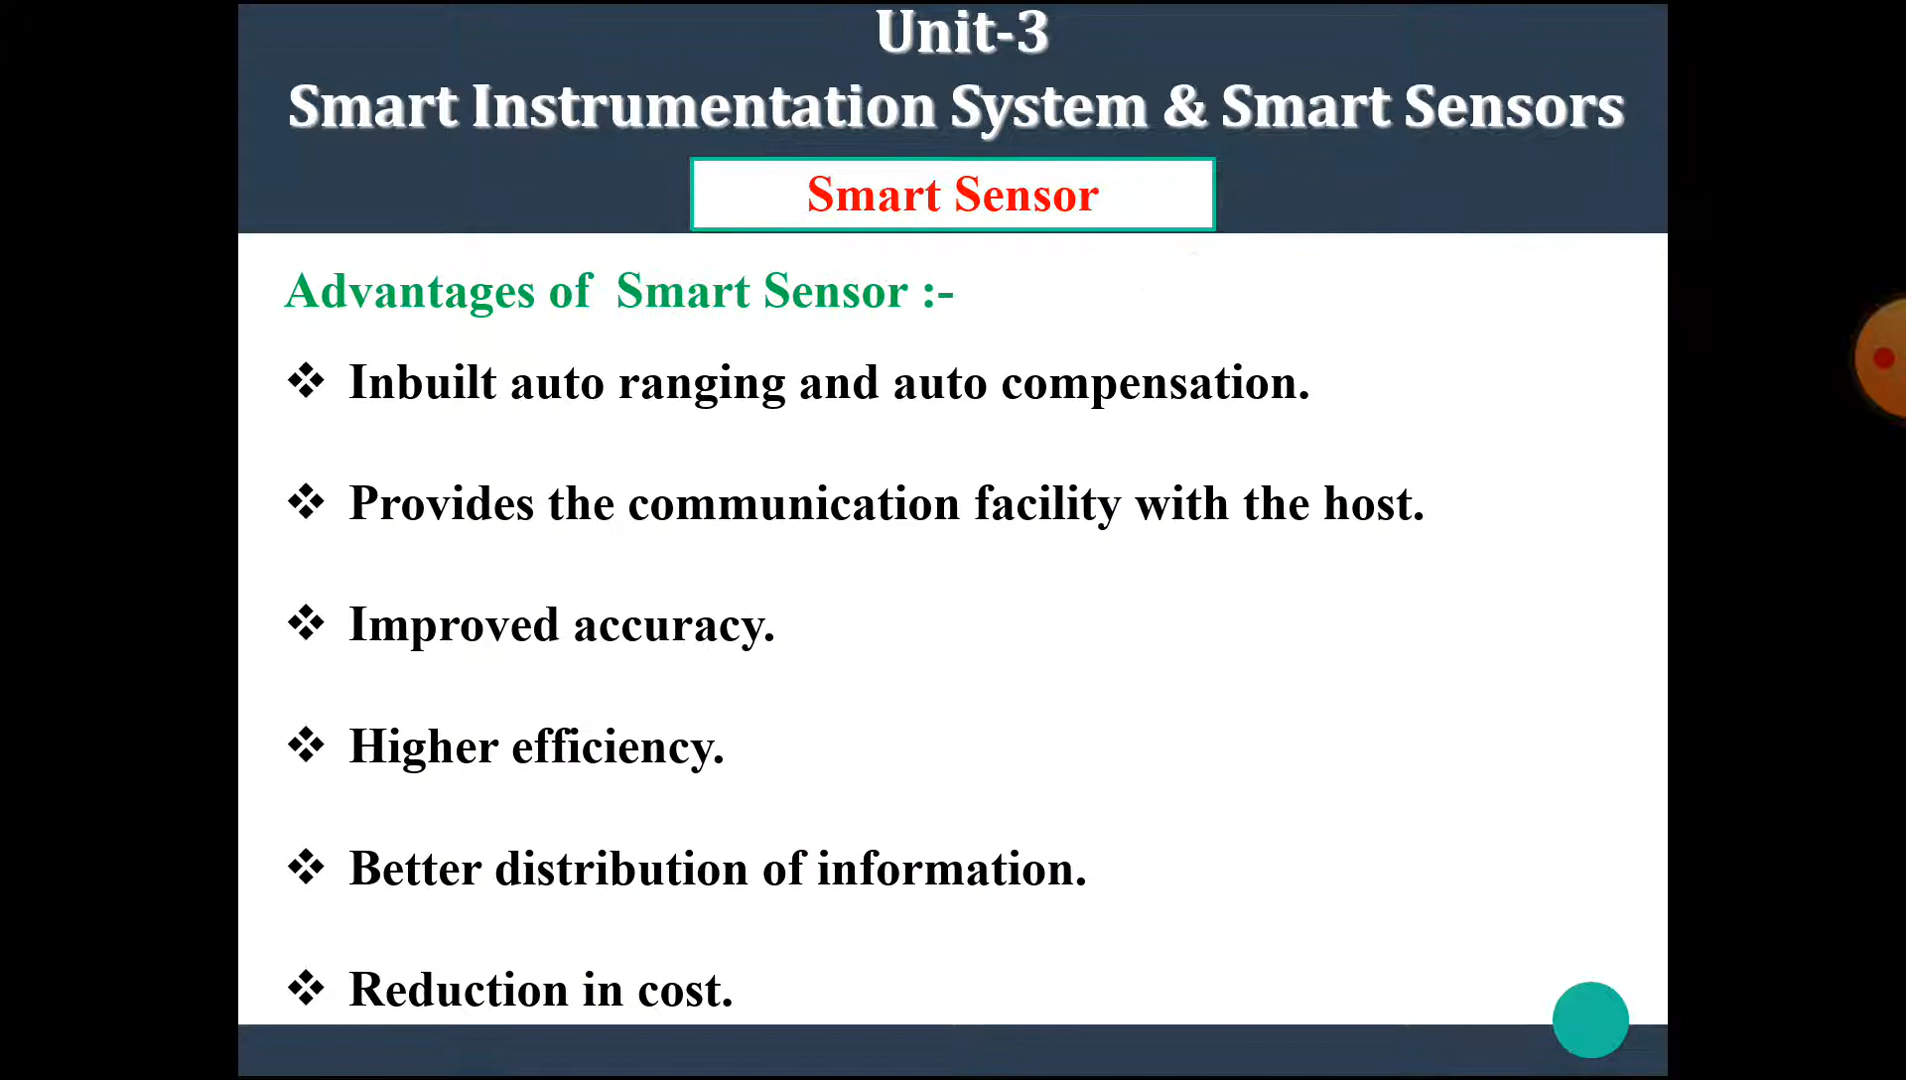 Unit-3
Smart Instrumentation System & Smart Sensors
Smart Sensor
Advantages of Smart Sensor :-
❖ Inbuilt auto ranging and auto compensation.
❖ Provides the communication facility with the host.
❖ Improved accuracy.
❖ Higher efficiency.
❖ Better distribution of information.
❖ Reduction in cost.